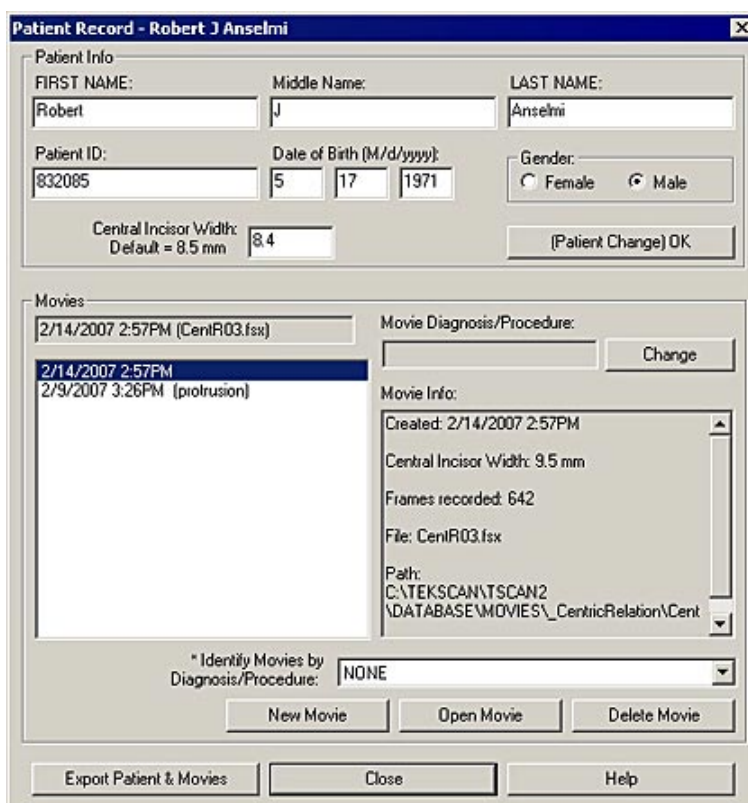 Patient Record - Robert J Anselmi
Patient Info
FIRST NAME: Middle Name: LAST NAME:
Robert J Anselmi
Patient ID: Date of Birth (M/d/yyyy): Gender:
832085 5 17 1971 Female Male
Central Incisor Width:
Default = 8.5 mm 8.4 (Patient Change) OK
Movies
2/14/2007 2:57PM (CentR03.fsx)
2/14/2007 2:57PM
2/9/2007 3:26PM (protrusion)
Movie Diagnosis/Procedure:
Change
Movie Info:
Created: 2/14/2007 2:57PM
Central Incisor Width: 9.5 mm
Frames recorded: 642
File: CentR03.fsx
Path:
C:\TEKSCAN\TSCAN2
\DATABASE\MOVIES\_CentricRelation\Cent
* Identify Movies by
Diagnosis/Procedure: NONE
New Movie Open Movie Delete Movie
Export Patient & Movies Close Help